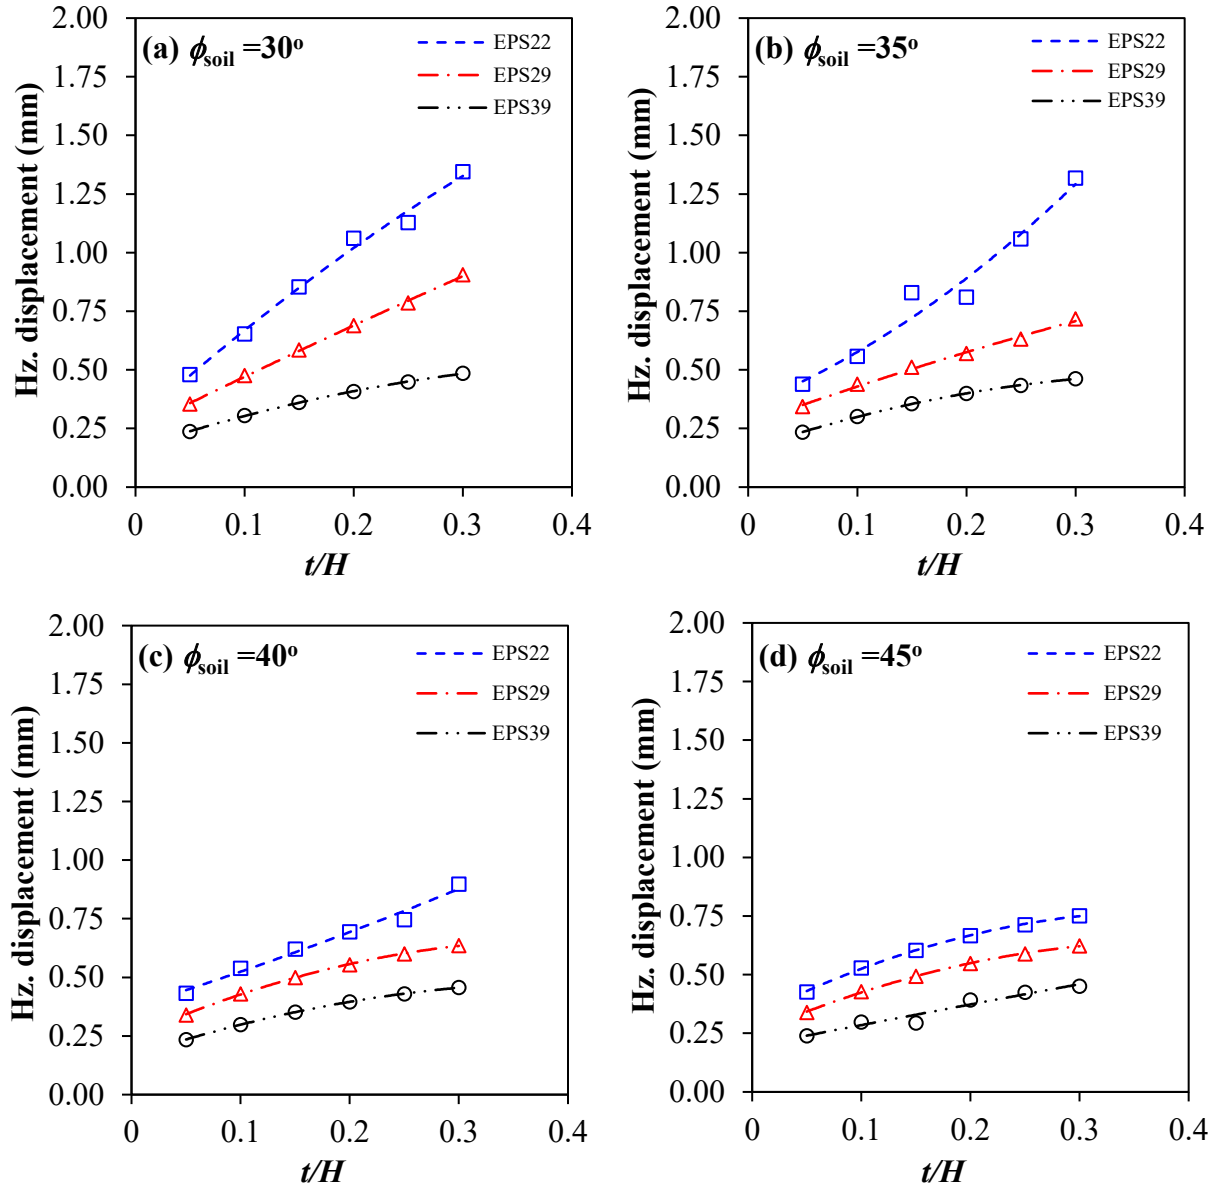 (a) ϕsoil =30º
EPS22
EPS29
EPS39
2.00
1.75
1.50
1.25
1.00
0.75
0.50
0.25
0.00
Hz. displacement (mm)
0 0.1 0.2 0.3 0.4
t/H
(b) ϕsoil =35º
EPS22
EPS29
EPS39
2.00
1.75
1.50
1.25
1.00
0.75
0.50
0.25
0.00
Hz. displacement (mm)
0 0.1 0.2 0.3 0.4
t/H
(c) ϕsoil =40º
EPS22
EPS29
EPS39
2.00
1.75
1.50
1.25
1.00
0.75
0.50
0.25
0.00
Hz. displacement (mm)
0 0.1 0.2 0.3 0.4
t/H
(d) ϕsoil =45º
EPS22
EPS29
EPS39
2.00
1.75
1.50
1.25
1.00
0.75
0.50
0.25
0.00
Hz. displacement (mm)
0 0.1 0.2 0.3 0.4
t/H